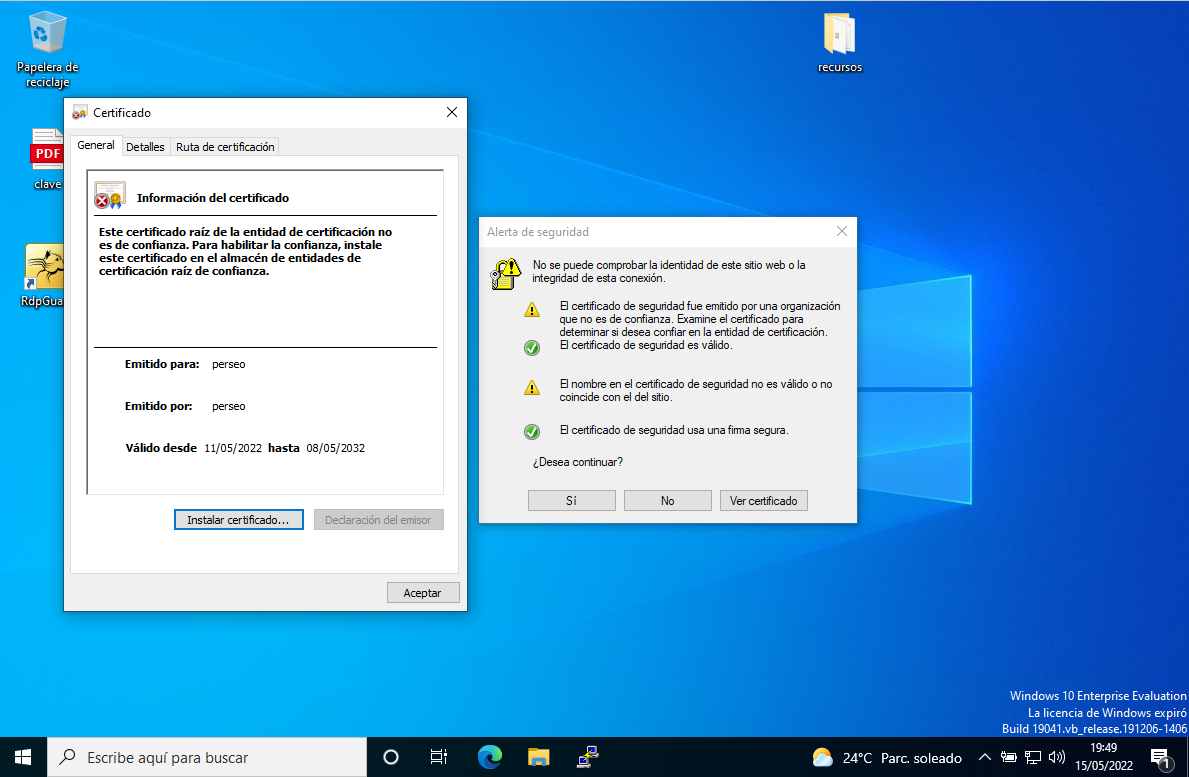 Papelera de
reciclaje
recursos
PDF
clave
RdpGua
Certificado
General
Detalles
Ruta de certificación
Información del certificado
Este certificado raíz de la entidad de certificación no
es de confianza. Para habilitar la confianza, instale
este certificado en el almacén de entidades de
certificación raíz de confianza.
Emitido para: perseo
Emitido por: perseo
Válido desde 11/05/2022 hasta 08/05/2032
Instalar certificado...
Declaración del emisor
Aceptar
Alerta de seguridad
No se puede comprobar la identidad de este sitio web o la
integridad de esta conexión.
El certificado de seguridad fue emitido por una organización
que no es de confianza. Examine el certificado para
determinar si desea confiar en la entidad de certificación.
El certificado de seguridad es válido.
El nombre en el certificado de seguridad no es válido o no
coincide con el del sitio.
El certificado de seguridad usa una firma segura.
¿Desea continuar?
Sí
No
Ver certificado
Windows 10 Enterprise Evaluation
La licencia de Windows expiró
Build 19041.vb_release.191206-1406
Escribe aquí para buscar
24°C Parc. soleado
19:49
15/05/2022
1